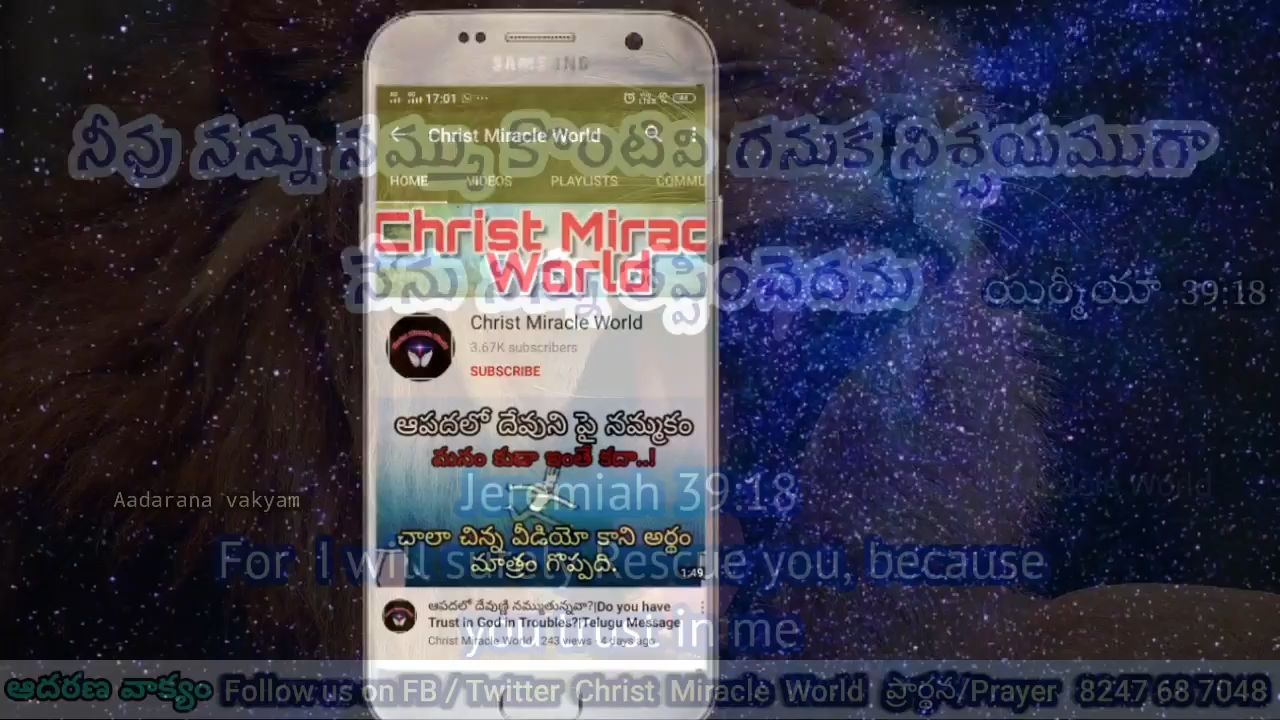 SAMSUNG
17:01
Christ Miracle World
HOME VIDEOS PLAYLISTS COMMU
నీవు నన్ను నమ్ము కొంటివి గనుక నిశ్చయముగా
Christ Mirac
World
నేను నిన్ను తప్పించెదను
యిర్మీయా .39:18
Christ Miracle World
3.67K subscribers
SUBSCRIBE
ఆపదలో దేవుని పై నమ్మకం
మనం కుడా ఇంతే కదా..!
Jeremiah 39:18
Aadarana vakyam
World
చాలా చిన్న వీడియో కాని అర్థం
మాత్రం గొప్పది.
1:49
For I will surely Rescue you, because
you trust in me
ఆపదలో దేవుణ్ణి నమ్ముతున్నవా?|Do you have
Trust in God in Troubles?|Telugu Message
Christ Miracle World · 243 views · 4 days ago
ఆదరణ వాక్యం Follow us on FB / Twitter Christ Miracle World ప్రార్థన/Prayer 8247 68 7048